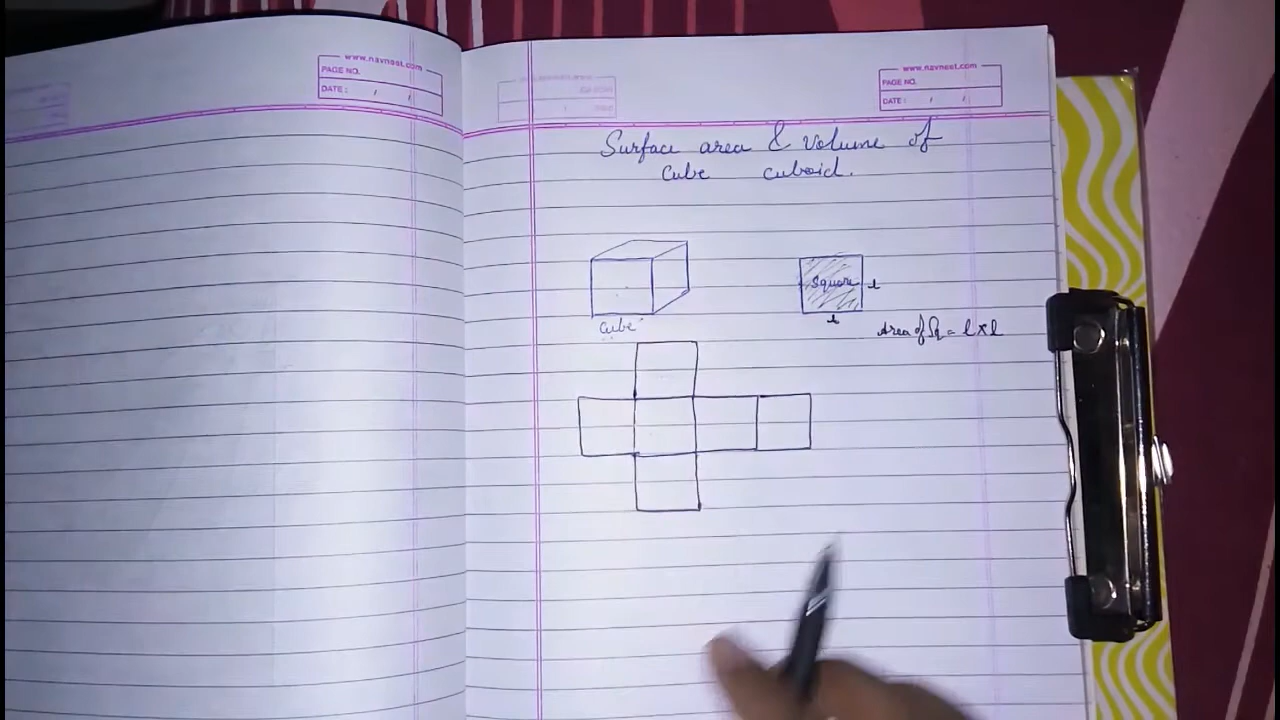 www.navneet.com
PAGE NO.
DATE : / /
www.navneet.com
PAGE NO.
DATE : / /
Surface area & Volume of
Cube cuboid.
Square
l
l
Cube
Area of Sq = l x l